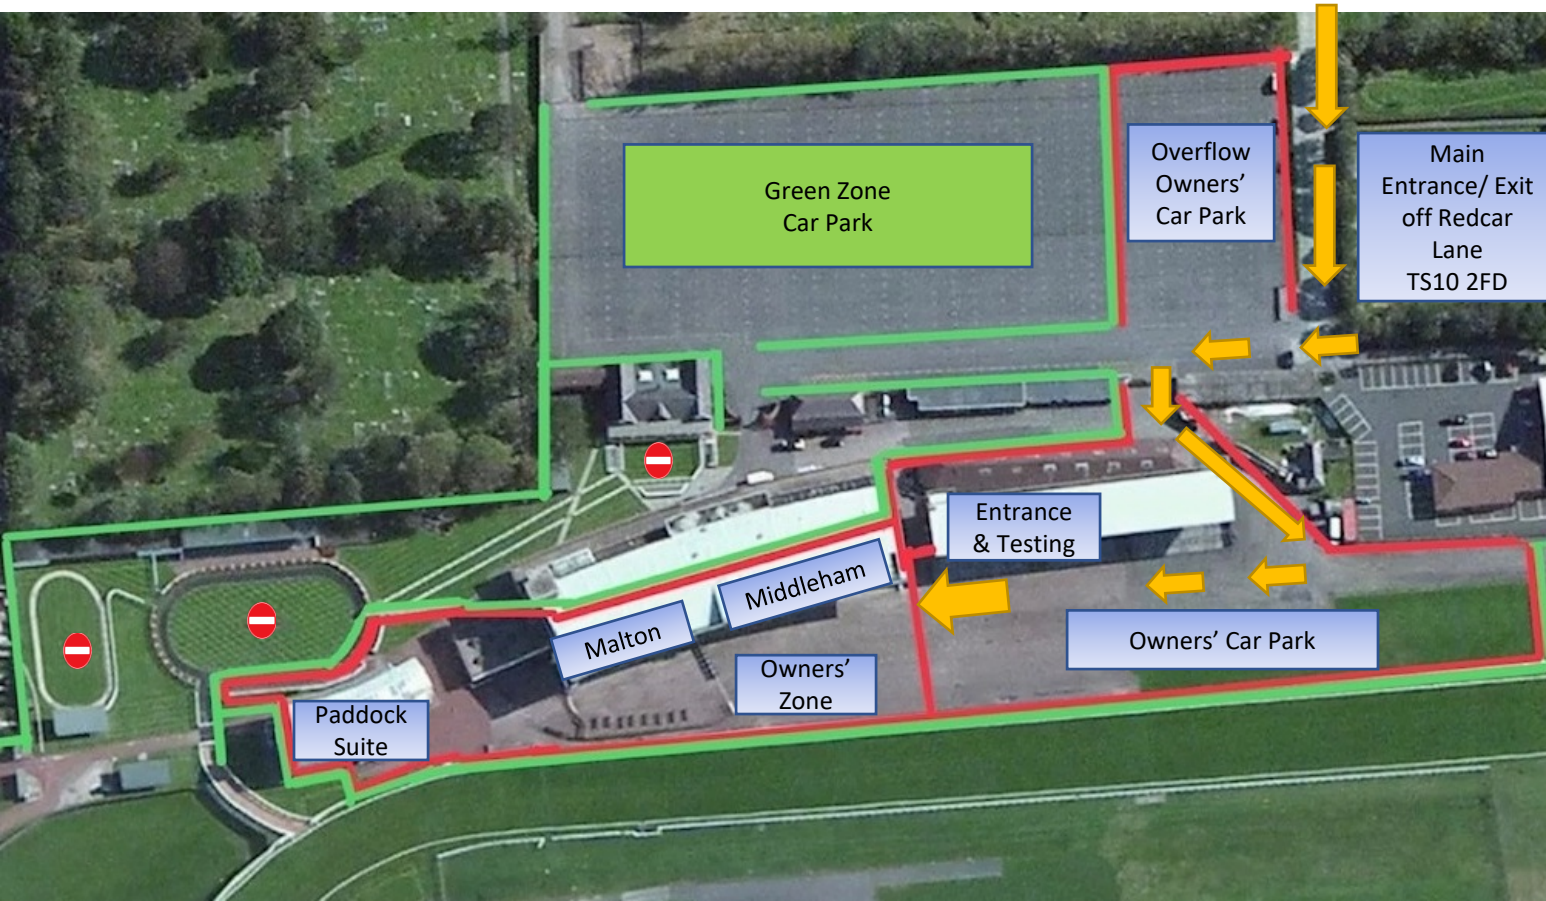 Green Zone
Car Park
Overflow
Owners’
Car Park
Main
Entrance/ Exit
off Redcar
Lane
TS10 2FD
Entrance
& Testing
Middleham
Malton
Owners’ Car Park
Owners’
Zone
Paddock
Suite